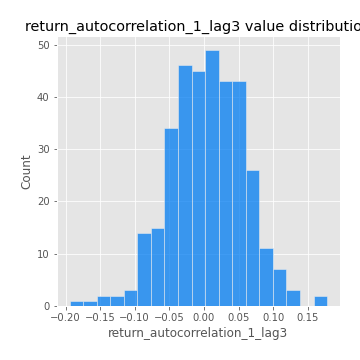 return_autocorrelation_1_lag3 value distributio
50
40
30
20
10
0
Count
−0.20 −0.15 −0.10 −0.05 0.00 0.05 0.10 0.15
return_autocorrelation_1_lag3